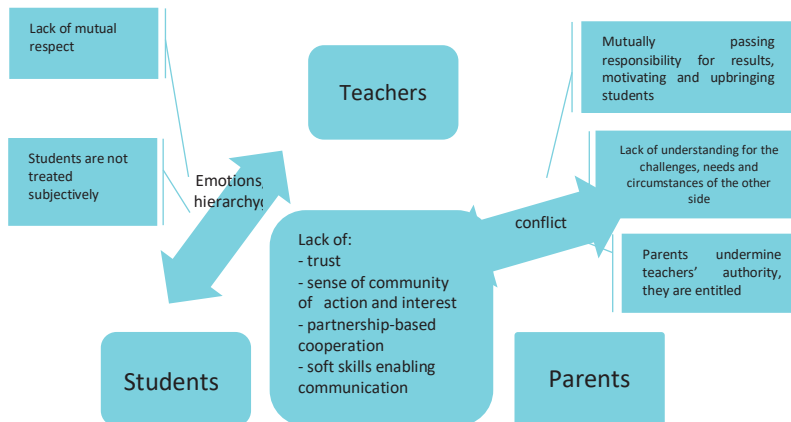 Lack of mutual
respect
Teachers
Mutually passing
responsibility for results,
motivating and upbringing
students
Students are not
treated
subjectively
Emotions,
hierarchy
Lack of understanding for the
challenges, needs and
circumstances of the other
side
conflict
Parents undermine
teachers’ authority,
they are entitled
Lack of:
- trust
- sense of community
of action and interest
- partnership-based
cooperation
- soft skills enabling
communication
Students
Parents